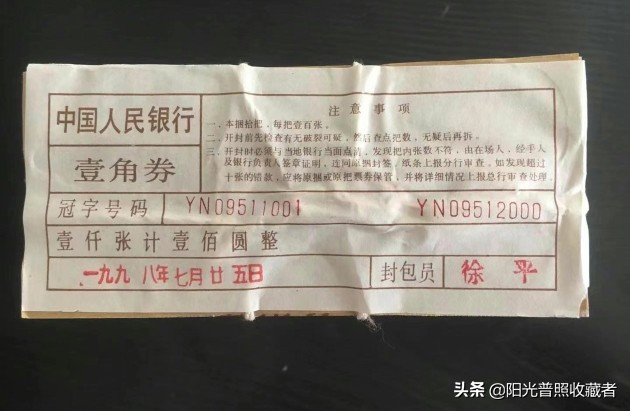 中国人民银行
壹角券
注意事项
一、本捆拾把，每把壹百张。
二、开封前先检查有无破裂可疑，然后查点把数，无疑后再拆。
三、开封时必须与当地银行当面点清，发现把内张数不符，由在场人、经手人
及银行负责人签章证明，连同原捆封签，纸条上报分行审查，如发现超过
十张的错款，应将原捆或原把票券保管，并将详细情况上报总行审查处理。
冠字号码 YN09511001 YN09512000
壹仟张计壹佰圆整
一九九八年七月廿五日 封包员 徐平
头条 @阳光普照收藏者